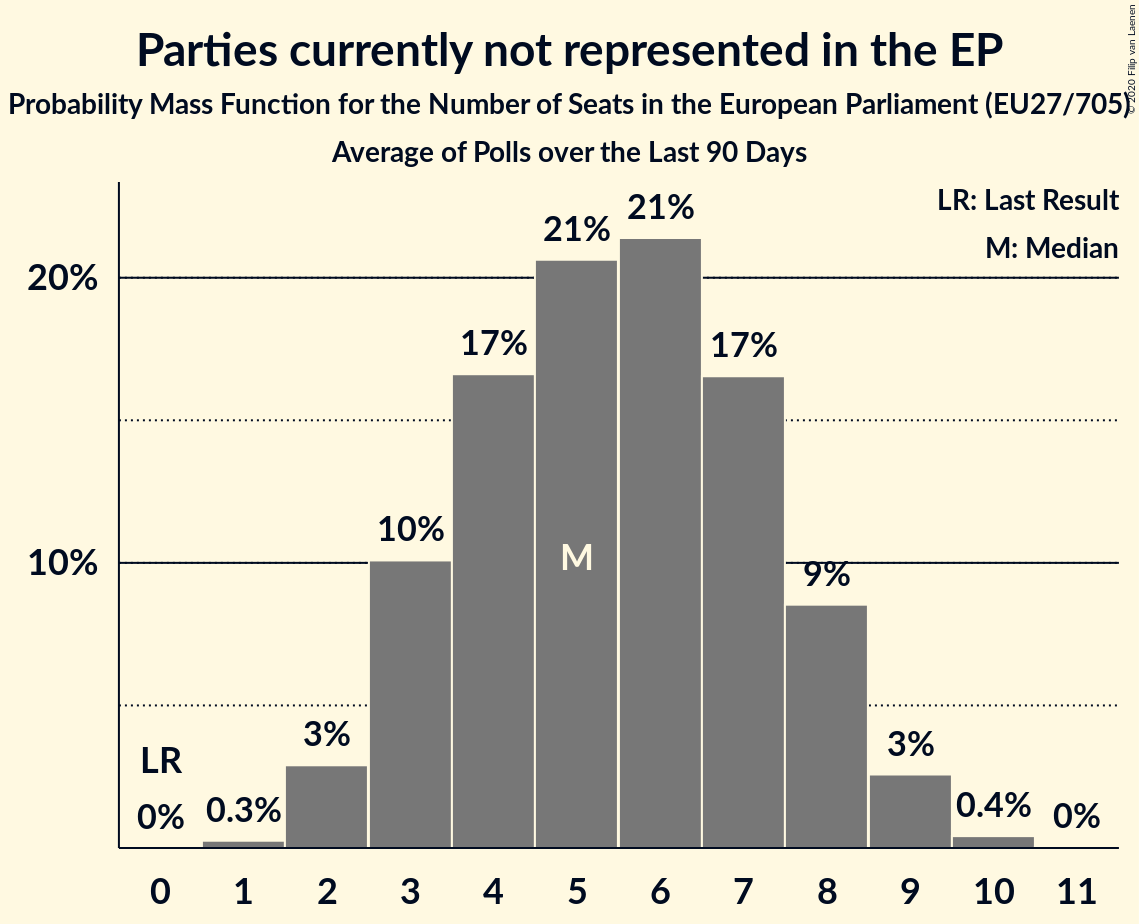 Parties currently not represented in the EP
Probability Mass Function for the Number of Seats in the European Parliament (EU27/705)
Average of Polls over the Last 90 Days
© 2020 Filip van Laenen
LR: Last Result
M: Median
20%
10%
LR
0%
0.3%
3%
10%
17%
21%
21%
17%
9%
3%
0.4%
0%
M
0 1 2 3 4 5 6 7 8 9 10 11